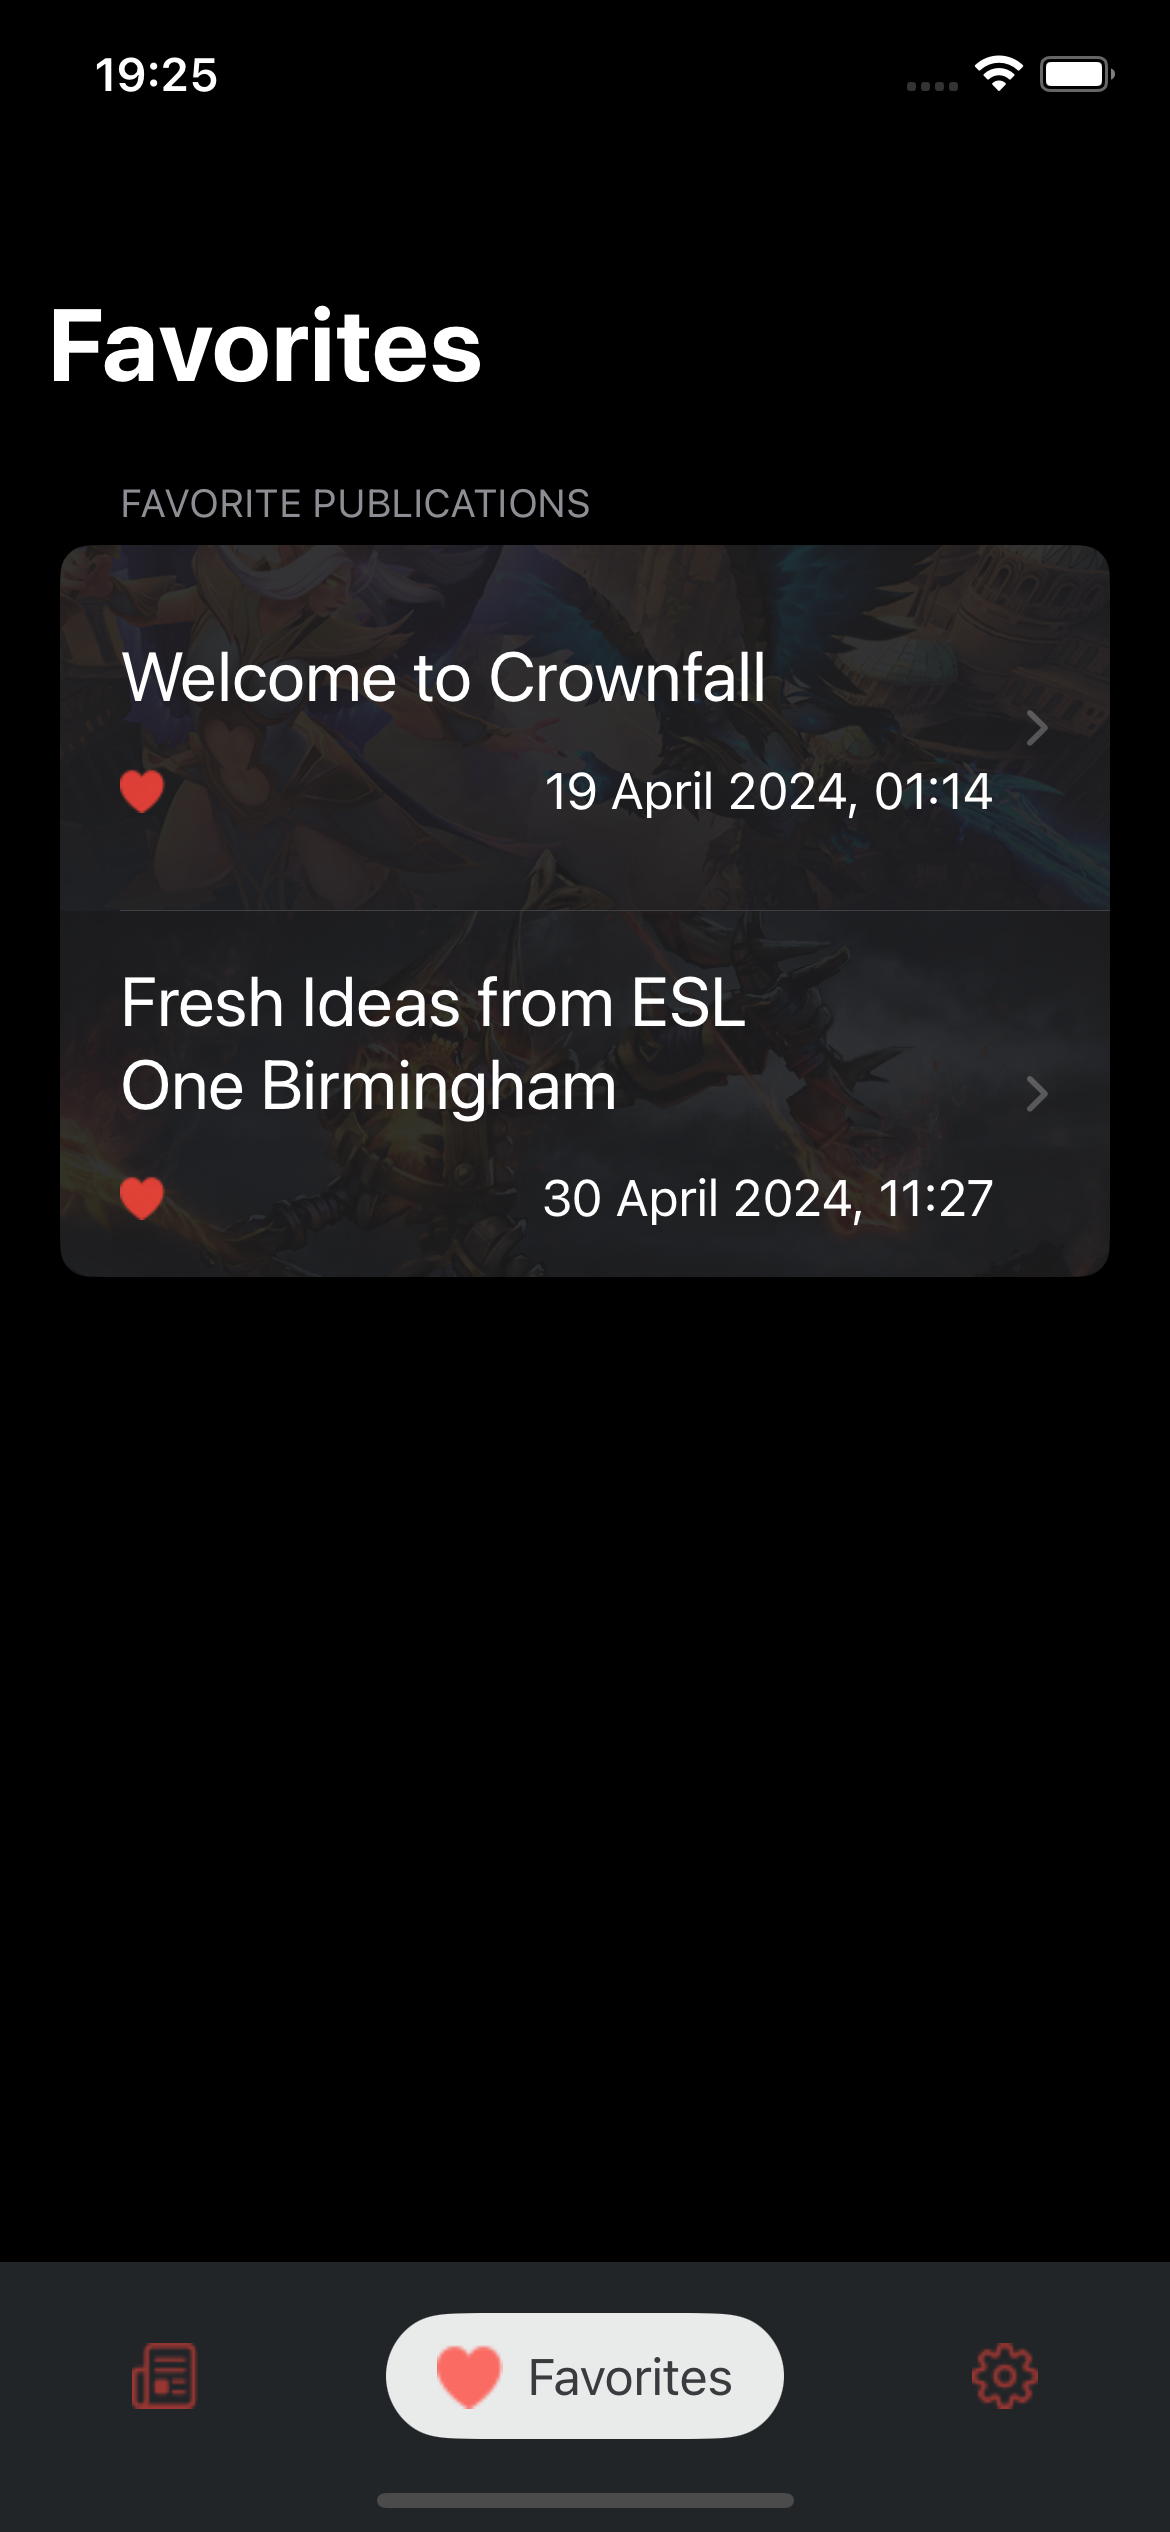 19:25
Favorites
FAVORITE PUBLICATIONS
Welcome to Crownfall
19 April 2024, 01:14
Fresh Ideas from ESL
One Birmingham
30 April 2024, 11:27
Favorites